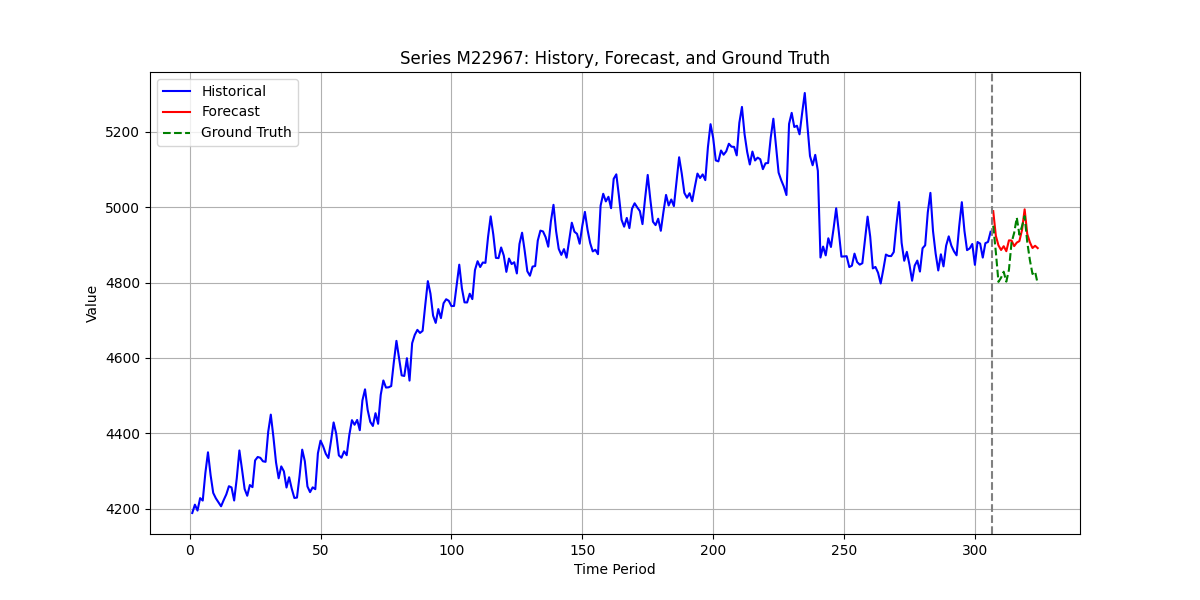 Series M22967: History, Forecast, and Ground Truth
Historical
Forecast
Ground Truth
5200
5000
4800
4600
4400
4200
Value
0 50 100 150 200 250 300
Time Period